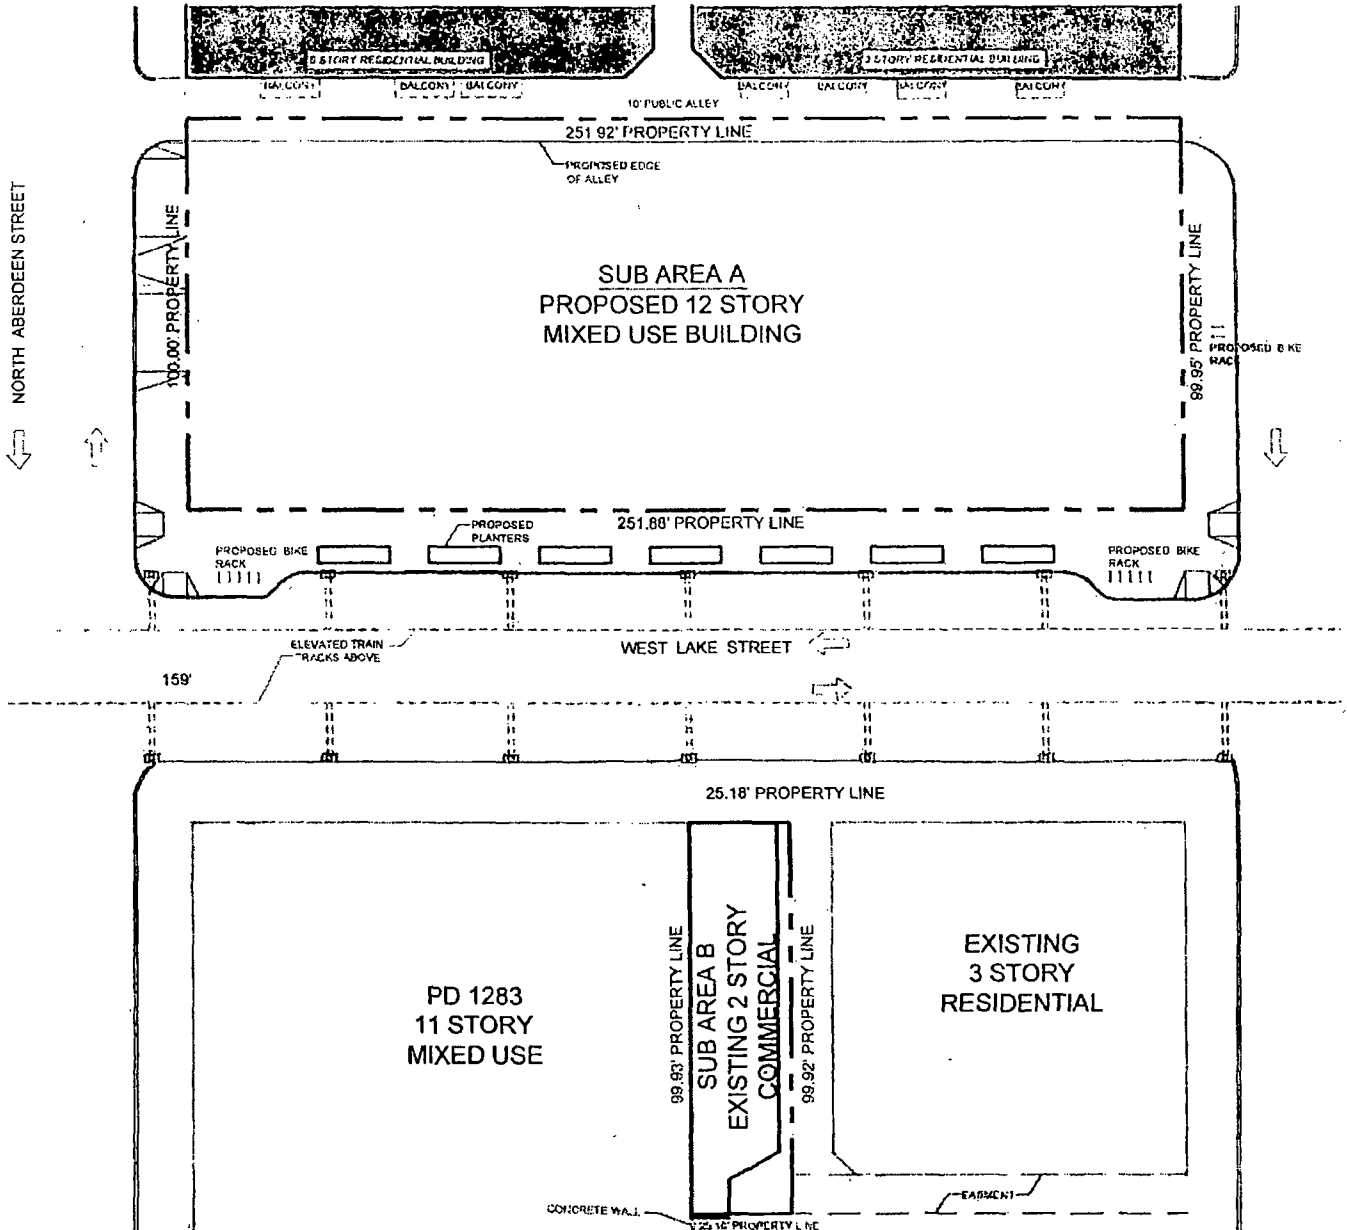 6 STORY RESIDENTIAL BUILDING
3 STORY RESIDENTIAL BUILDING
BALCONY
BALCONY
BALCONY
BALCONY
BALCONY
BALCONY
BALCONY
10' PUBLIC ALLEY
251.92' PROPERTY LINE
PROPOSED EDGE
OF ALLEY
NORTH ABERDEEN STREET
100.00' PROPERTY LINE
SUB AREA A
PROPOSED 12 STORY
MIXED USE BUILDING
99.95' PROPERTY LINE
PROPOSED BIKE
RACK
251.88' PROPERTY LINE
PROPOSED
PLANTERS
PROPOSED BIKE
RACK
PROPOSED BIKE
RACK
ELEVATED TRAIN
TRACKS ABOVE
WEST LAKE STREET
159'
25.18' PROPERTY LINE
PD 1283
11 STORY
MIXED USE
99.93' PROPERTY LINE
SUB AREA B
EXISTING 2 STORY
COMMERCIAL
99.92' PROPERTY LINE
EXISTING
3 STORY
RESIDENTIAL
EASMENT
CONCRETE WALL
25.16' PROPERTY LINE